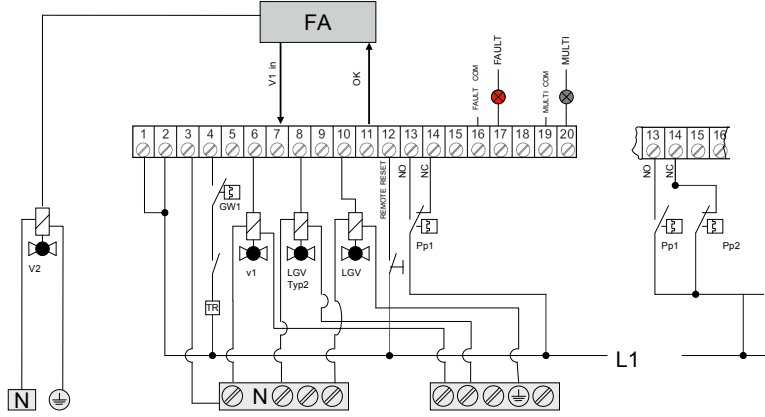 FA
V1 in
OK
FAULT COM
FAULT
MULTI COM
MULTI
1 2 3 4 5 6 7 8 9 10 11 12 13 14 15 16 17 18 19 20
13 14 15 16
REMOTE RESET
NO
NC
NO
NC
GW1
V2
v1
LGV
Typ2
LGV
Pp1
Pp1
Pp2
TR
L1
N
N